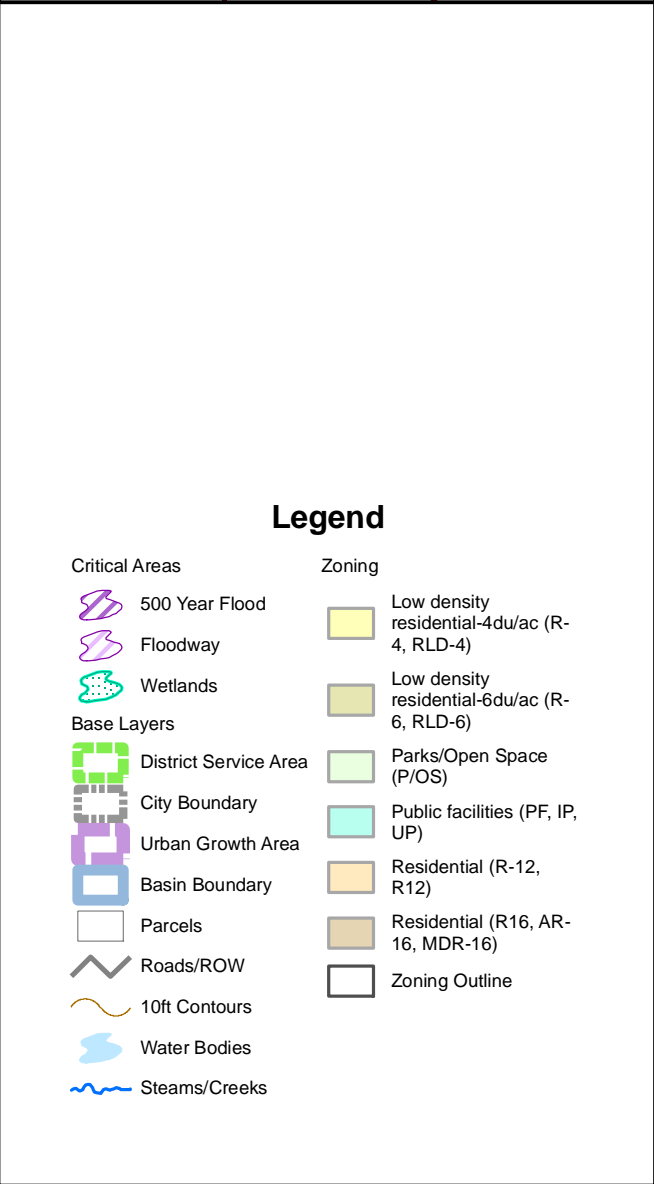 Legend
Critical Areas
500 Year Flood
Floodway
Wetlands
Base Layers
District Service Area
City Boundary
Urban Growth Area
Basin Boundary
Parcels
Roads/ROW
10ft Contours
Water Bodies
Steams/Creeks
Zoning
Low density
residential-4du/ac (R-
4, RLD-4)
Low density
residential-6du/ac (R-
6, RLD-6)
Parks/Open Space
(P/OS)
Public facilities (PF, IP,
UP)
Residential (R-12,
R12)
Residential (R16, AR-
16, MDR-16)
Zoning Outline